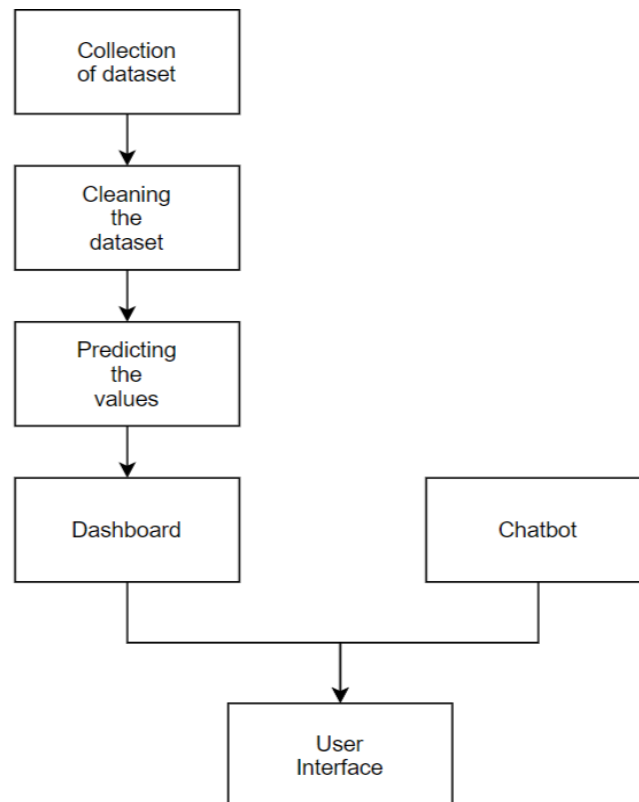 Collection
of dataset
Cleaning
the
dataset
Predicting
the
values
Dashboard
Chatbot
User
Interface